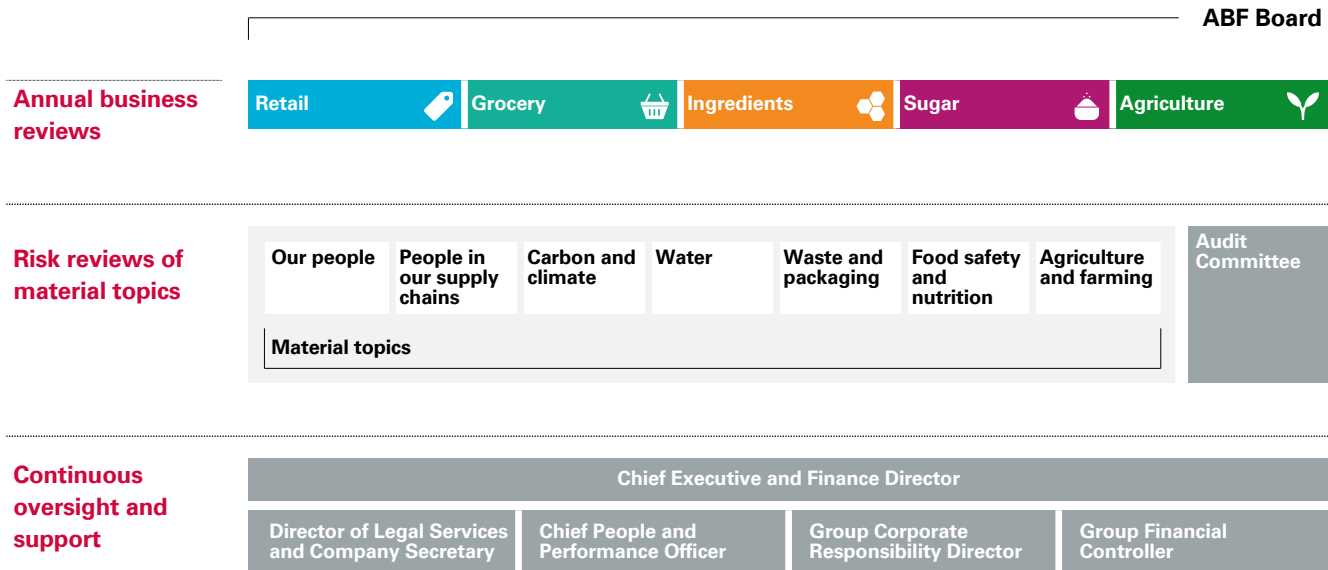 ABF Board
Annual business
reviews
Retail
Grocery
Ingredients
Sugar
Agriculture
Risk reviews of
material topics
Our people
People in
our supply
chains
Carbon and
climate
Water
Waste and
packaging
Food safety
and
nutrition
Agriculture
and farming
Material topics
Audit
Committee
Continuous
oversight and
support
Chief Executive and Finance Director
Director of Legal Services
and Company Secretary
Chief People and
Performance Officer
Group Corporate
Responsibility Director
Group Financial
Controller